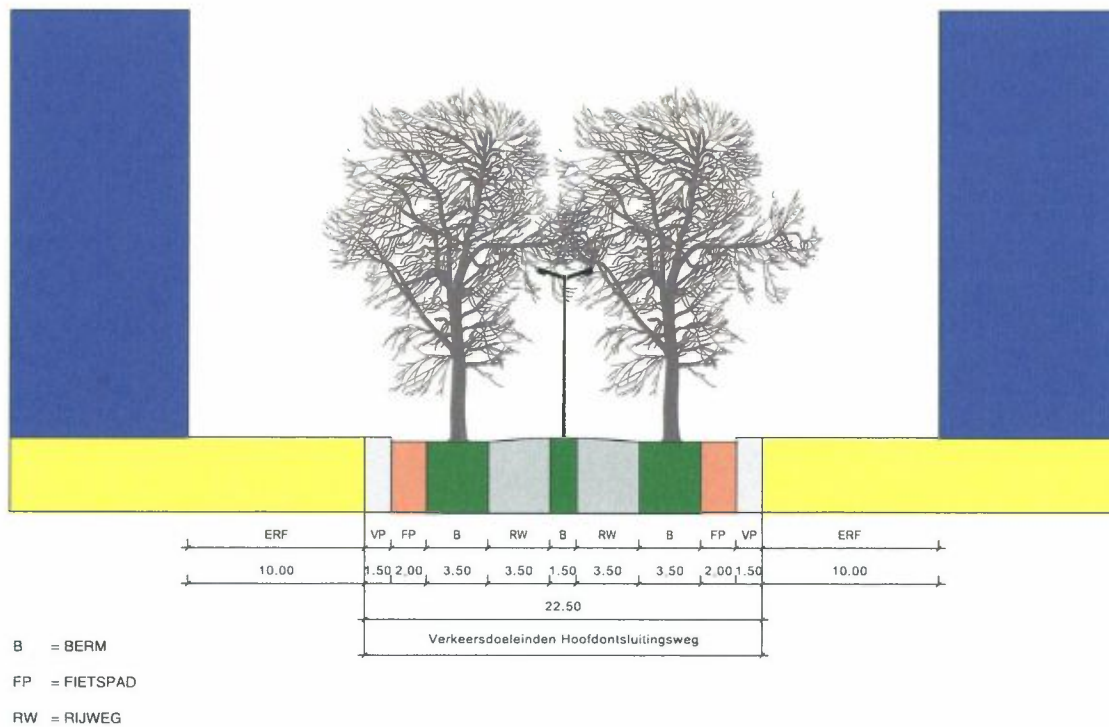 ERF VP FP B RW B RW B FP VP ERF
10.00 1.50 2.00 3.50 3.50 1.50 3.50 3.50 2.00 1.50 10.00
22.50
Verkeersdoeleinden Hoofdontsluitingsweg
B = BERM
FP = FIETSPAD
RW = RIJWEG